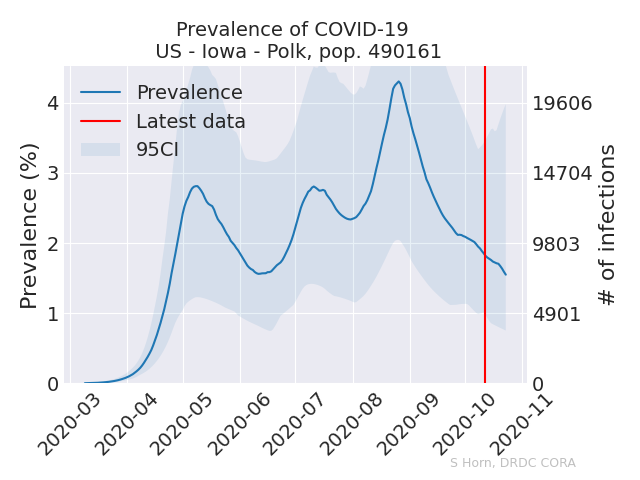 Prevalence of COVID-19
US - Iowa - Polk, pop. 490161
Prevalence
Latest data
95CI
Prevalence (%)
4
3
2
1
0
# of infections
19606
14704
9803
4901
0
2020-03
2020-04
2020-05
2020-06
2020-07
2020-08
2020-09
2020-10
2020-11
S Horn, DRDC CORA